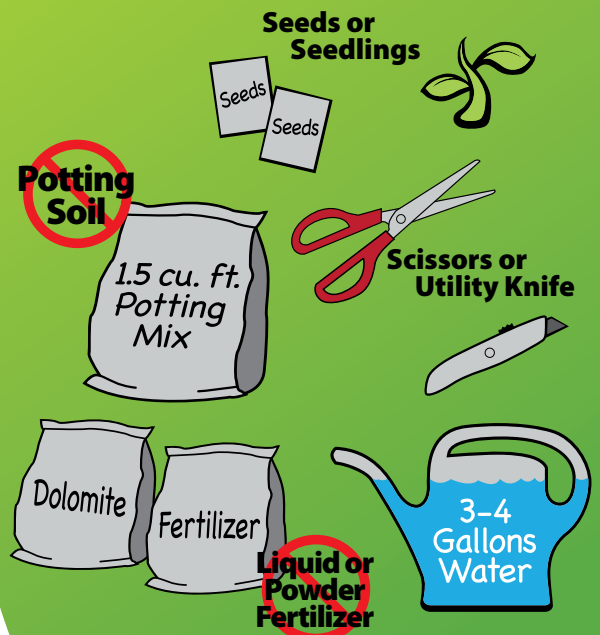 Seeds or
Seedlings
Seeds
Seeds
Potting
Soil
1.5 cu. ft.
Potting
Mix
Scissors or
Utility Knife
Dolomite
Fertilizer
Liquid or
Powder
Fertilizer
3-4
Gallons
Water